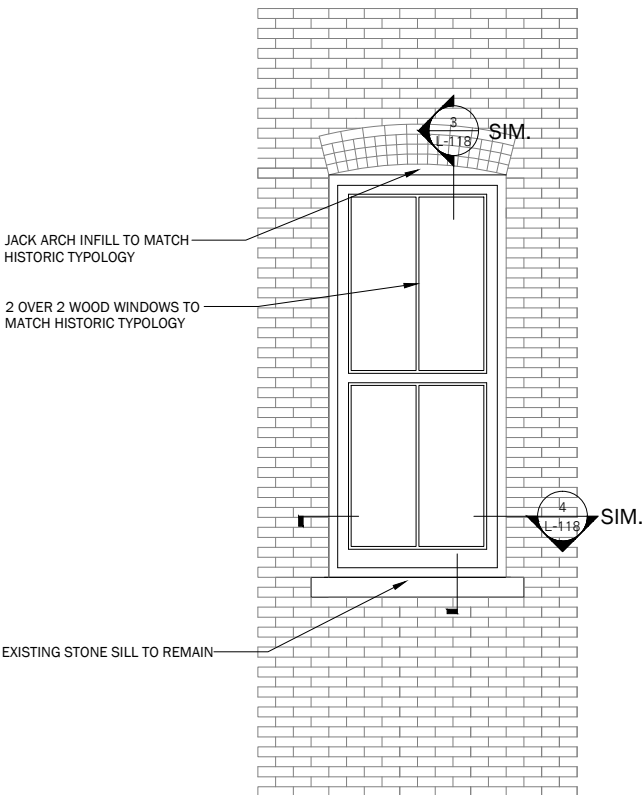 3
L-118
SIM.
JACK ARCH INFILL TO MATCH
HISTORIC TYPOLOGY
2 OVER 2 WOOD WINDOWS TO
MATCH HISTORIC TYPOLOGY
4
L-118
SIM.
EXISTING STONE SILL TO REMAIN